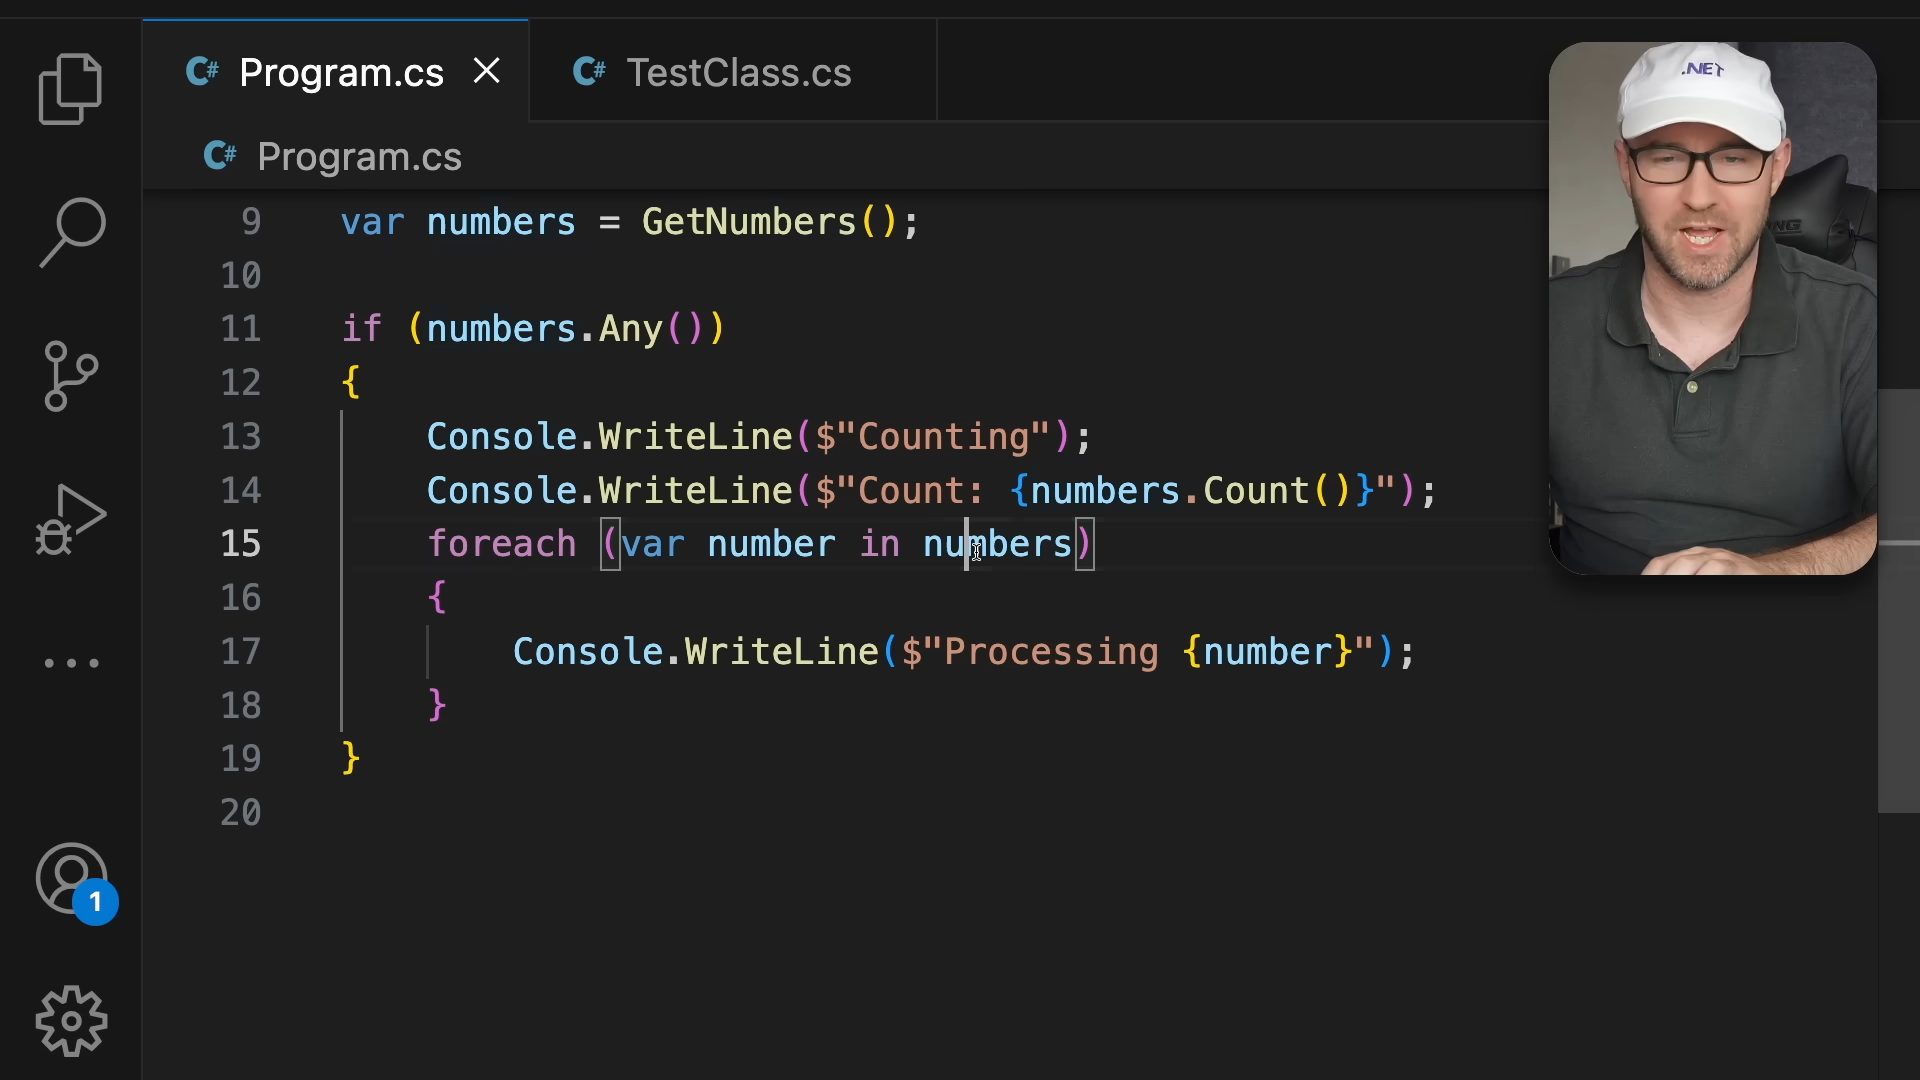 C# Program.cs
C# TestClass.cs
.NET
C# Program.cs
9 var numbers = GetNumbers();
10
11 if (numbers.Any())
12 {
13 Console.WriteLine($"Counting");
14 Console.WriteLine($"Count: {numbers.Count()}");
15 foreach (var number in numbers)
16 {
17 Console.WriteLine($"Processing {number}");
18 }
19 }
20
1